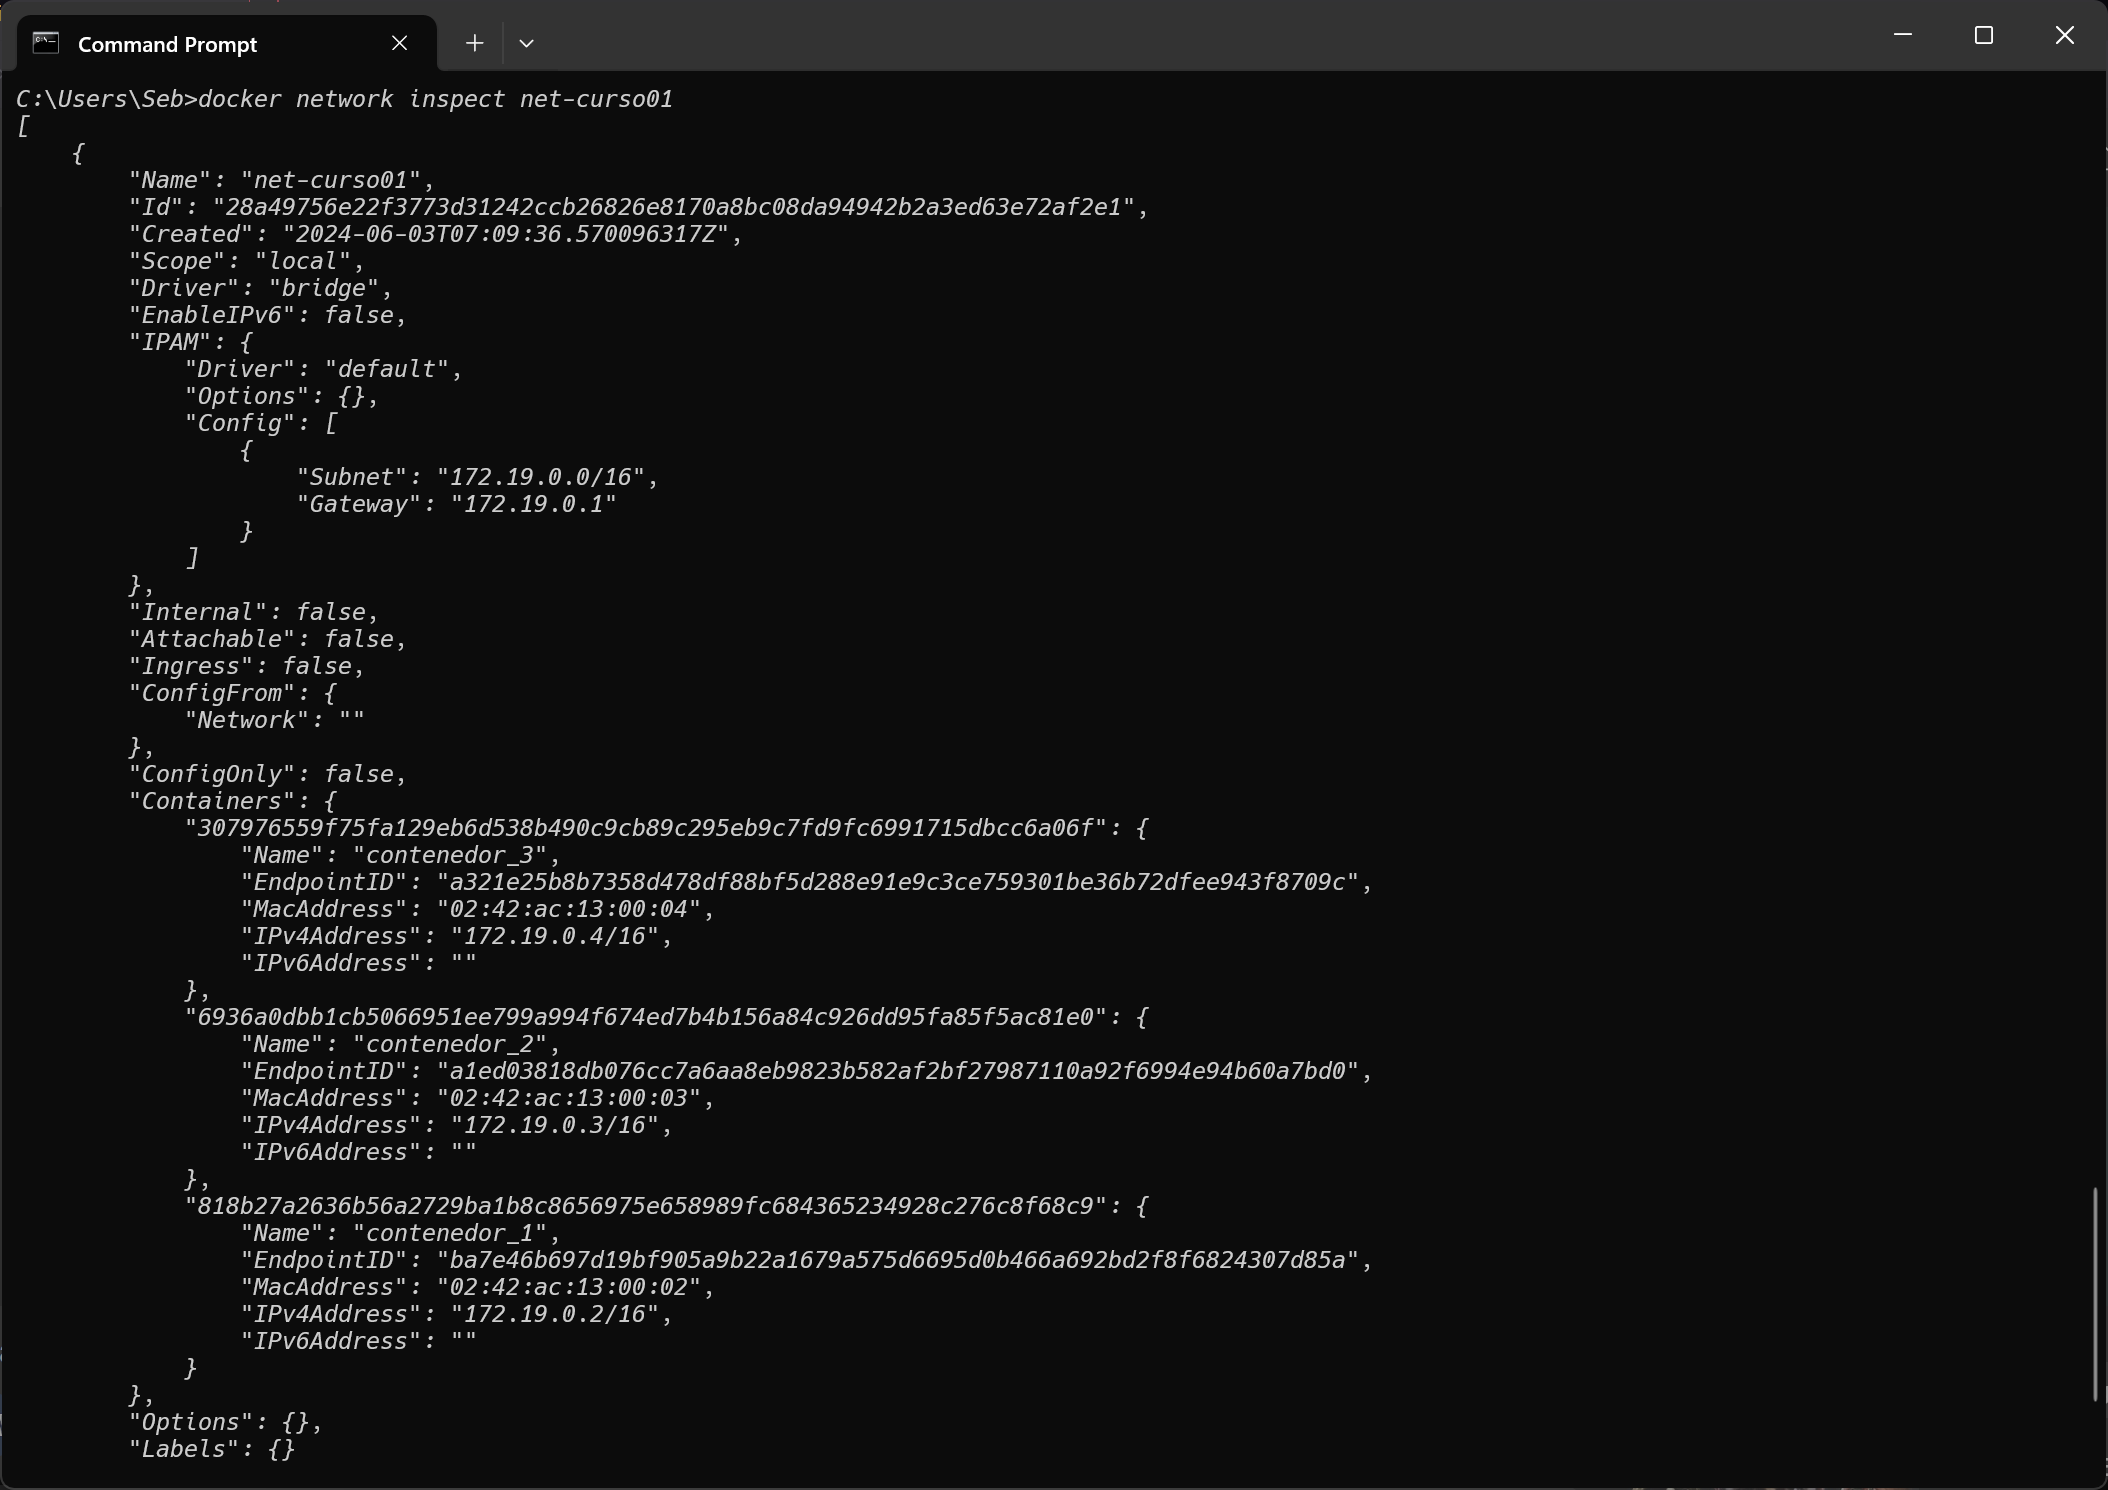 Command Prompt
C:\Users\Seb>docker network inspect net-curso01
[
    {
        "Name": "net-curso01",
        "Id": "28a49756e22f3773d31242ccb26826e8170a8bc08da94942b2a3ed63e72af2e1",
        "Created": "2024-06-03T07:09:36.570096317Z",
        "Scope": "local",
        "Driver": "bridge",
        "EnableIPv6": false,
        "IPAM": {
            "Driver": "default",
            "Options": {},
            "Config": [
                {
                    "Subnet": "172.19.0.0/16",
                    "Gateway": "172.19.0.1"
                }
            ]
        },
        "Internal": false,
        "Attachable": false,
        "Ingress": false,
        "ConfigFrom": {
            "Network": ""
        },
        "ConfigOnly": false,
        "Containers": {
            "307976559f75fa129eb6d538b490c9cb89c295eb9c7fd9fc6991715dbcc6a06f": {
                "Name": "contenedor_3",
                "EndpointID": "a321e25b8b7358d478df88bf5d288e91e9c3ce759301be36b72dfee943f8709c",
                "MacAddress": "02:42:ac:13:00:04",
                "IPv4Address": "172.19.0.4/16",
                "IPv6Address": ""
            },
            "6936a0dbb1cb5066951ee799a994f674ed7b4b156a84c926dd95fa85f5ac81e0": {
                "Name": "contenedor_2",
                "EndpointID": "a1ed03818db076cc7a6aa8eb9823b582af2bf27987110a92f6994e94b60a7bd0",
                "MacAddress": "02:42:ac:13:00:03",
                "IPv4Address": "172.19.0.3/16",
                "IPv6Address": ""
            },
            "818b27a2636b56a2729ba1b8c8656975e658989fc684365234928c276c8f68c9": {
                "Name": "contenedor_1",
                "EndpointID": "ba7e46b697d19bf905a9b22a1679a575d6695d0b466a692bd2f8f6824307d85a",
                "MacAddress": "02:42:ac:13:00:02",
                "IPv4Address": "172.19.0.2/16",
                "IPv6Address": ""
            }
        },
        "Options": {},
        "Labels": {}